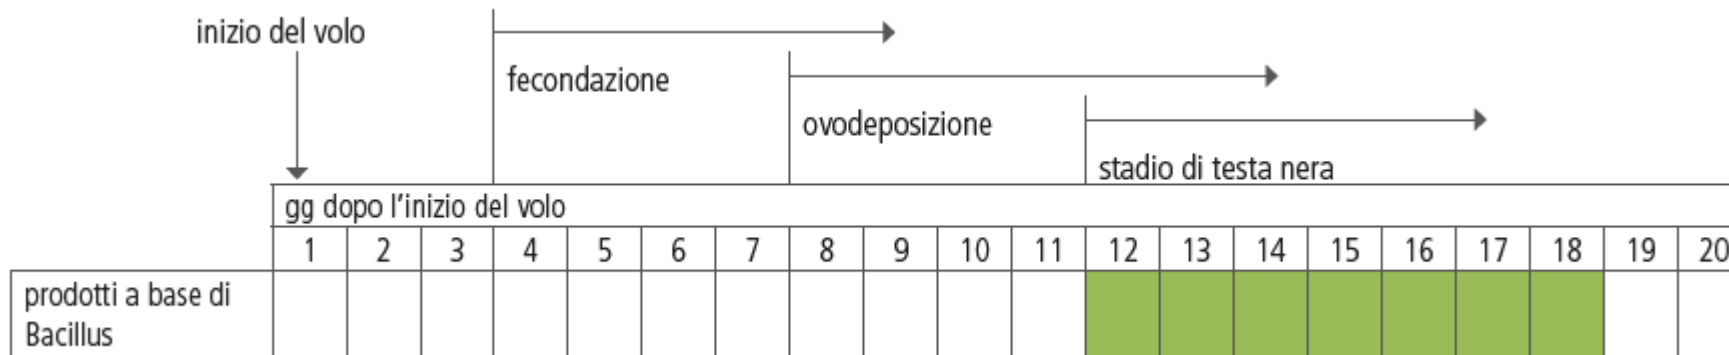 inizio del volo
fecondazione
ovodeposizione
stadio di testa nera
gg dopo l'inizio del volo
1 2 3 4 5 6 7 8 9 10 11 12 13 14 15 16 17 18 19 20
prodotti a base di
Bacillus